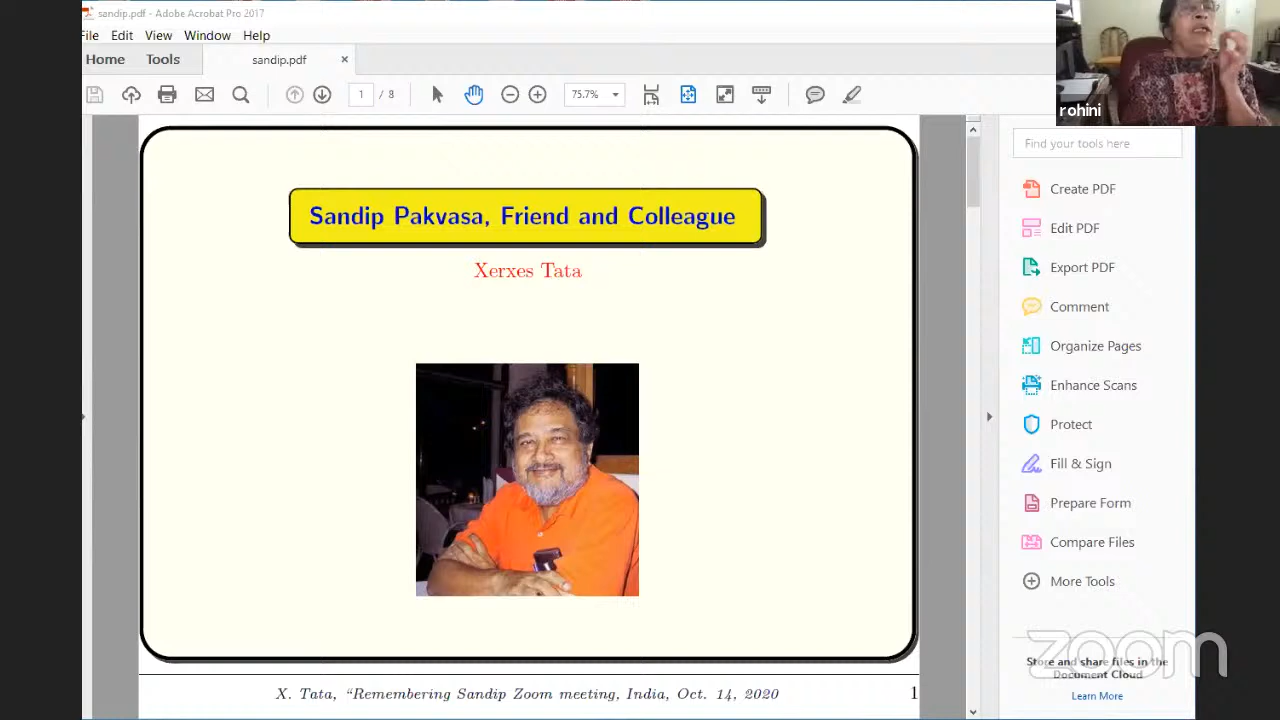 sandip.pdf - Adobe Acrobat Pro 2017
File Edit View Window Help
Home Tools sandip.pdf ×
1 / 8 75.7%
rohini
Find your tools here
Sandip Pakvasa, Friend and Colleague
Xerxes Tata
Create PDF
Edit PDF
Export PDF
Comment
Organize Pages
Enhance Scans
Protect
Fill & Sign
Prepare Form
Compare Files
More Tools
zoom
Store and share files in the
Document Cloud
Learn More
X. Tata, “Remembering Sandip Zoom meeting, India, Oct. 14, 2020 1